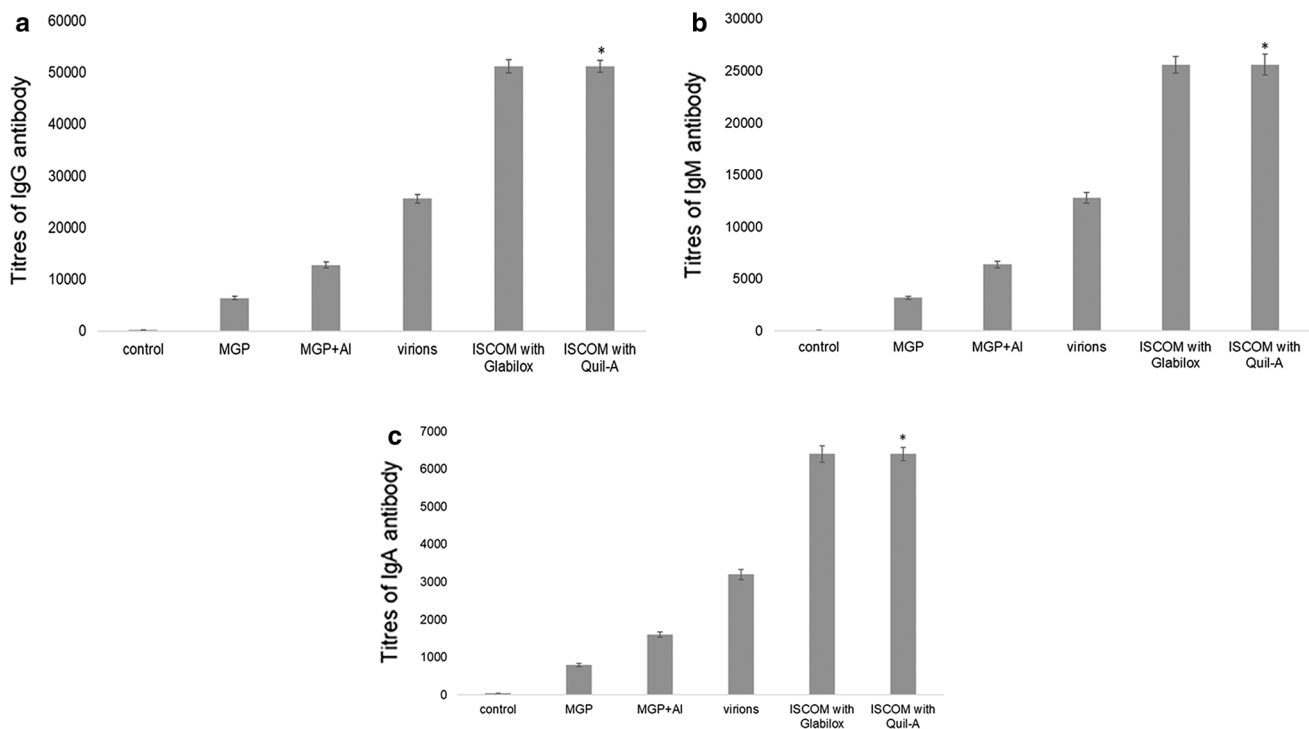 a
Titres of IgG antibody
60000
50000
40000
30000
20000
10000
0
*
control MGP MGP+Al virions ISCOM with Glabilox ISCOM with Quil-A
b
Titres of IgM antibody
30000
25000
20000
15000
10000
5000
0
*
control MGP MGP+Al virions ISCOM with Glabilox ISCOM with Quil-A
c
Titres of IgA antibody
7000
6000
5000
4000
3000
2000
1000
0
*
control MGP MGP+Al virions ISCOM with Glabilox ISCOM with Quil-A